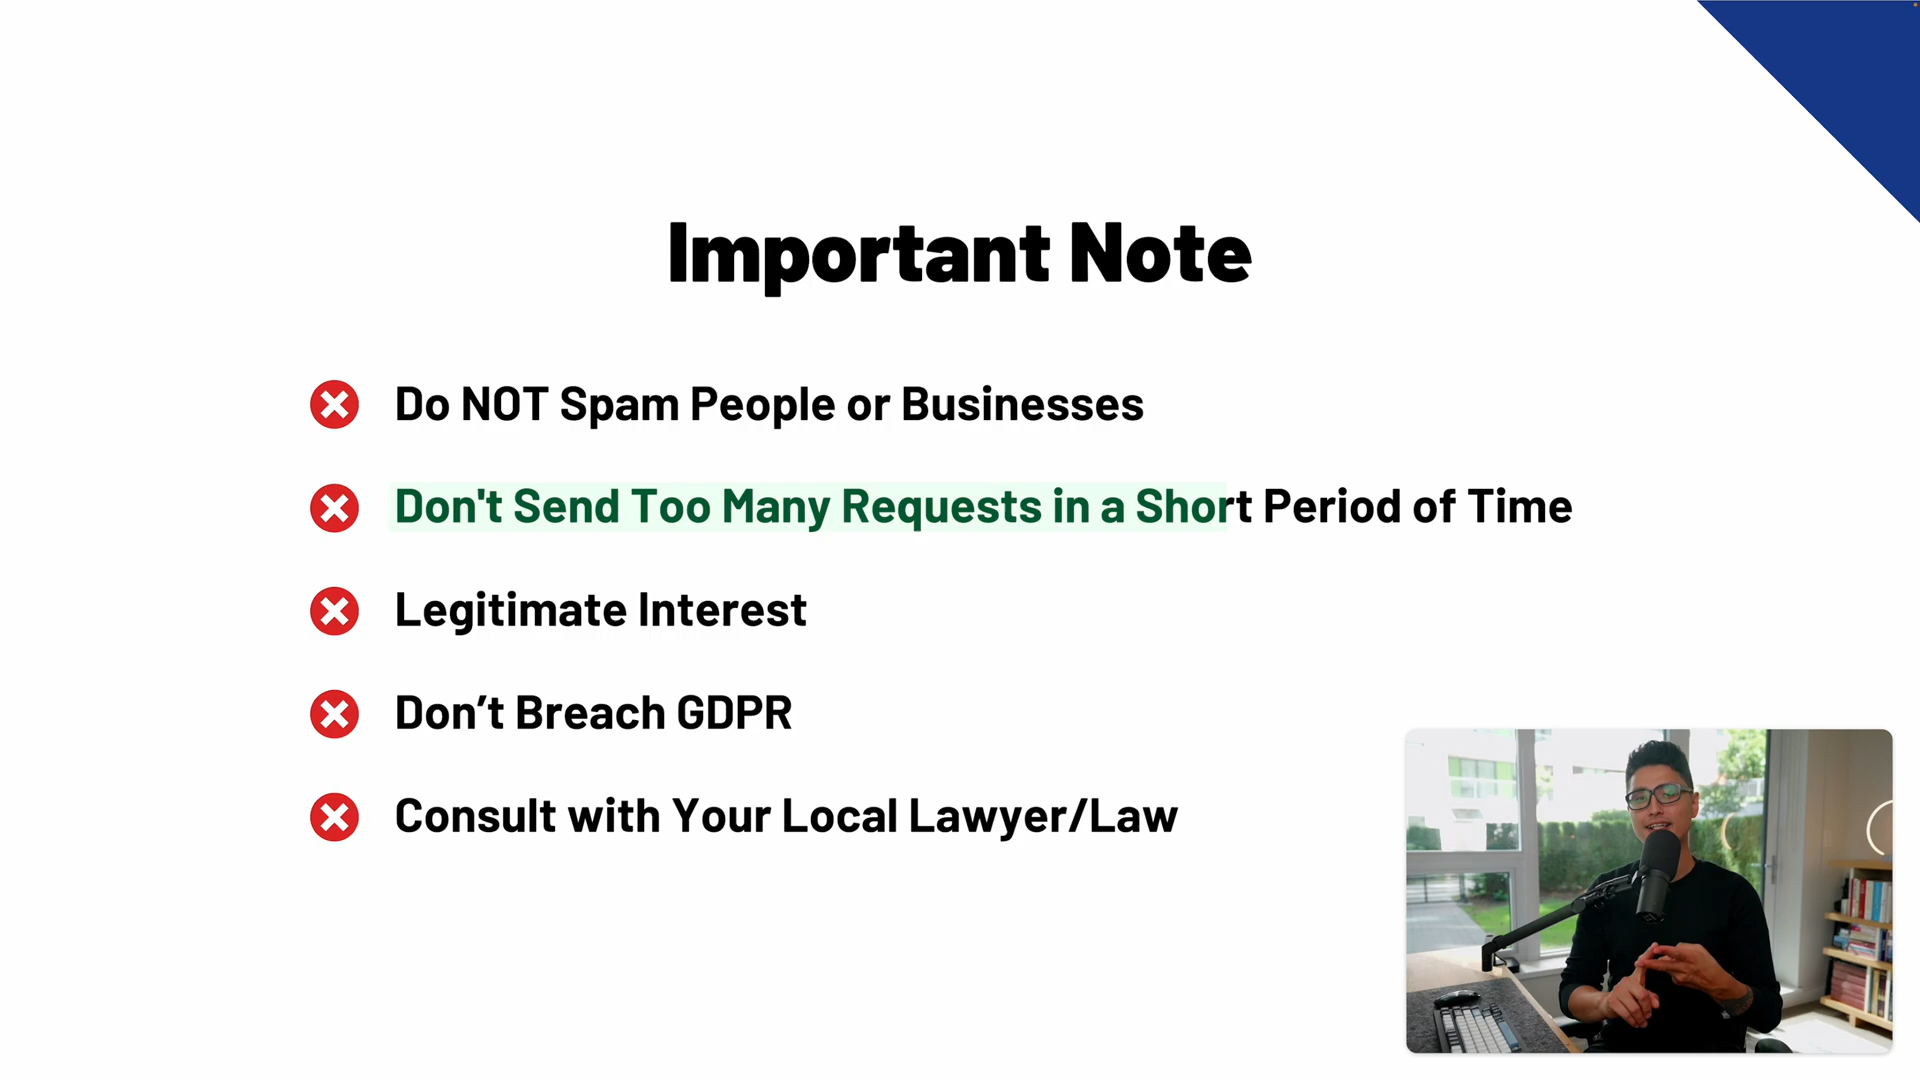 Important Note
Do NOT Spam People or Businesses
Don't Send Too Many Requests in a Short Period of Time
Legitimate Interest
Don’t Breach GDPR
Consult with Your Local Lawyer/Law